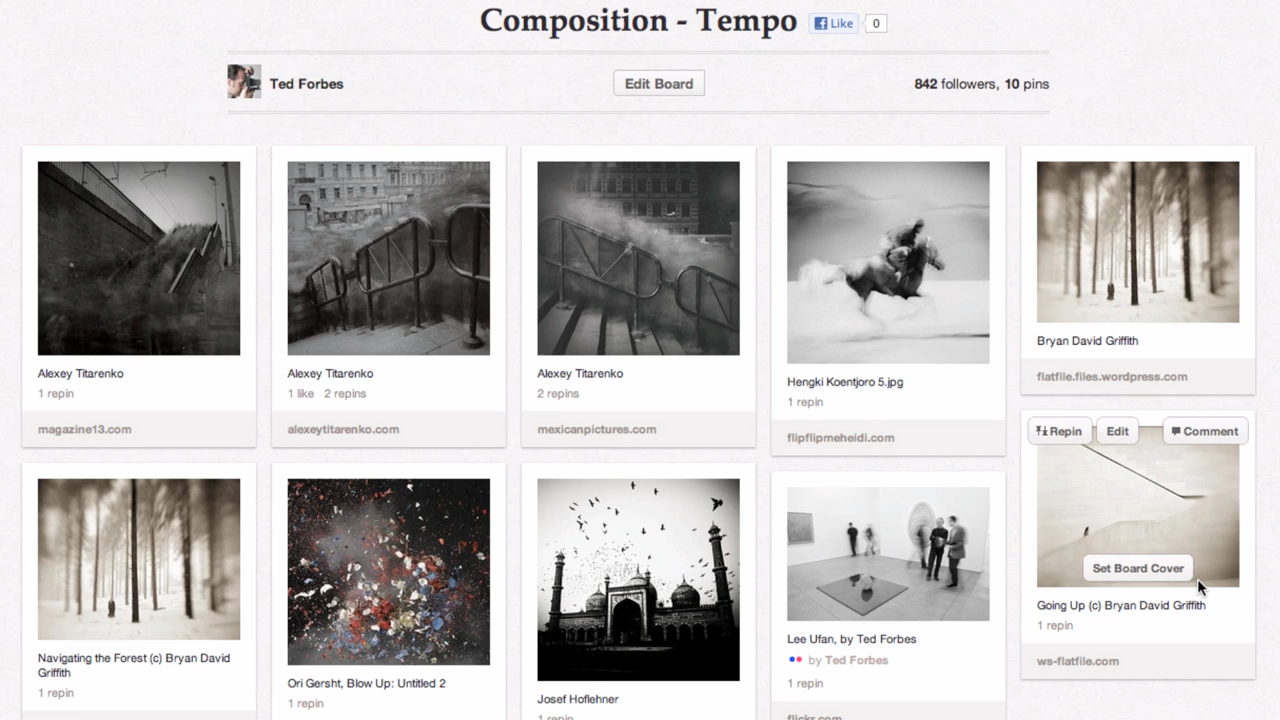 Composition - Tempo
Like
0
Ted Forbes
Edit Board
842 followers, 10 pins
Alexey Titarenko
1 repin
magazine13.com
Alexey Titarenko
1 like 2 repins
alexeytitarenko.com
Alexey Titarenko
2 repins
mexicanpictures.com
Hengki Koentjoro 5.jpg
1 repin
flipflipmeheidi.com
Bryan David Griffith
flatfile.files.wordpress.com
Repin
Edit
Comment
Set Board Cover
Going Up (c) Bryan David Griffith
1 repin
ws-flatfile.com
Navigating the Forest (c) Bryan David
Griffith
1 repin
Ori Gersht, Blow Up: Untitled 2
1 repin
Josef Hoflehner
1 repin
Lee Ufan, by Ted Forbes
by Ted Forbes
1 repin
flickr.com